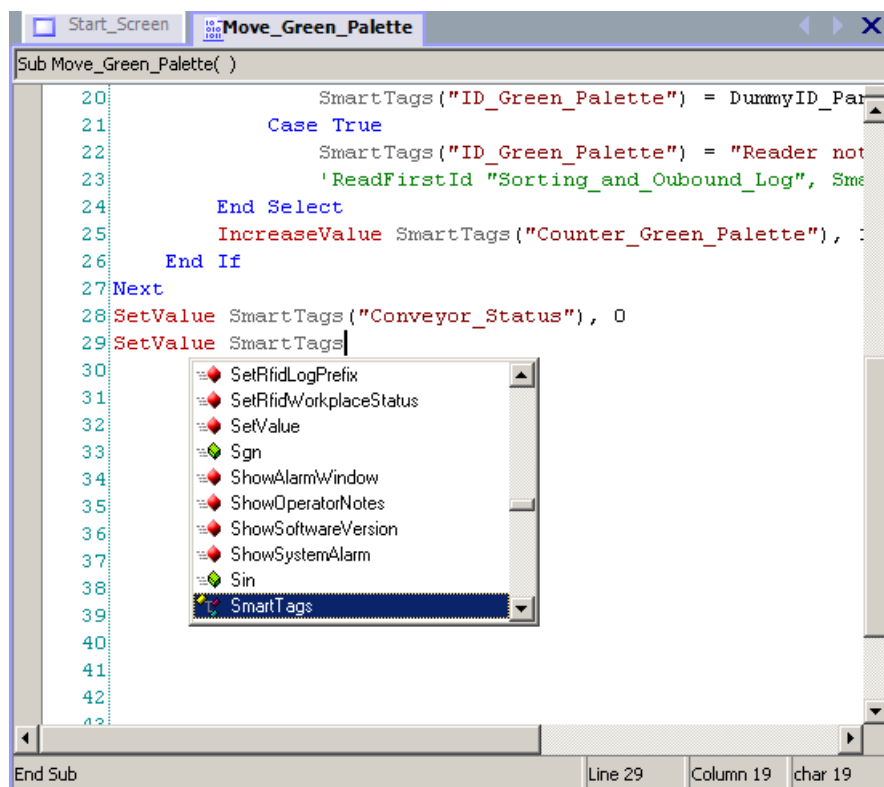 Start_Screen Move_Green_Palette
Sub Move_Green_Palette( )
20 SmartTags("ID_Green_Palette") = DummyID_Par
21 Case True
22 SmartTags("ID_Green_Palette") = "Reader not
23 'ReadFirstId "Sorting_and_Oubound_Log", Sma
24 End Select
25 IncreaseValue SmartTags("Counter_Green_Palette"),
26 End If
27 Next
28 SetValue SmartTags("Conveyor_Status"), 0
29 SetValue SmartTags
30 SetRfidLogPrefix
31 SetRfidWorkplaceStatus
32 SetValue
33 Sgn
34 ShowAlarmWindow
35 ShowOperatorNotes
36 ShowSoftwareVersion
37 ShowSystemAlarm
38 Sin
39 SmartTags
40
41
42
43
End Sub Line 29 Column 19 char 19